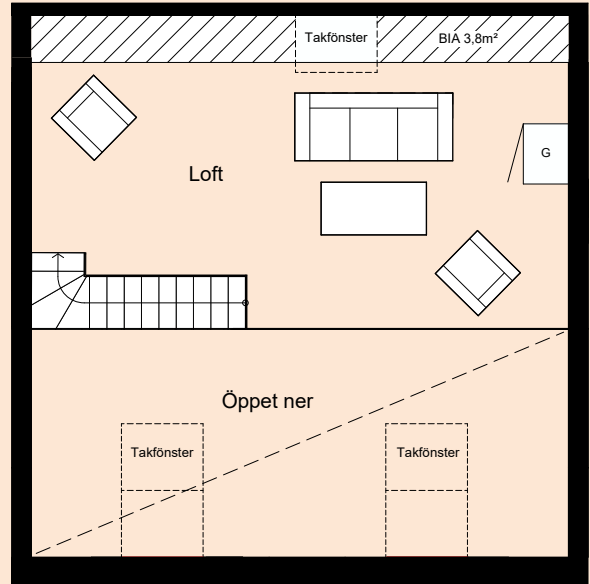 Takfönster
BIA 3,8m²
G
Loft
Öppet ner
Takfönster
Takfönster